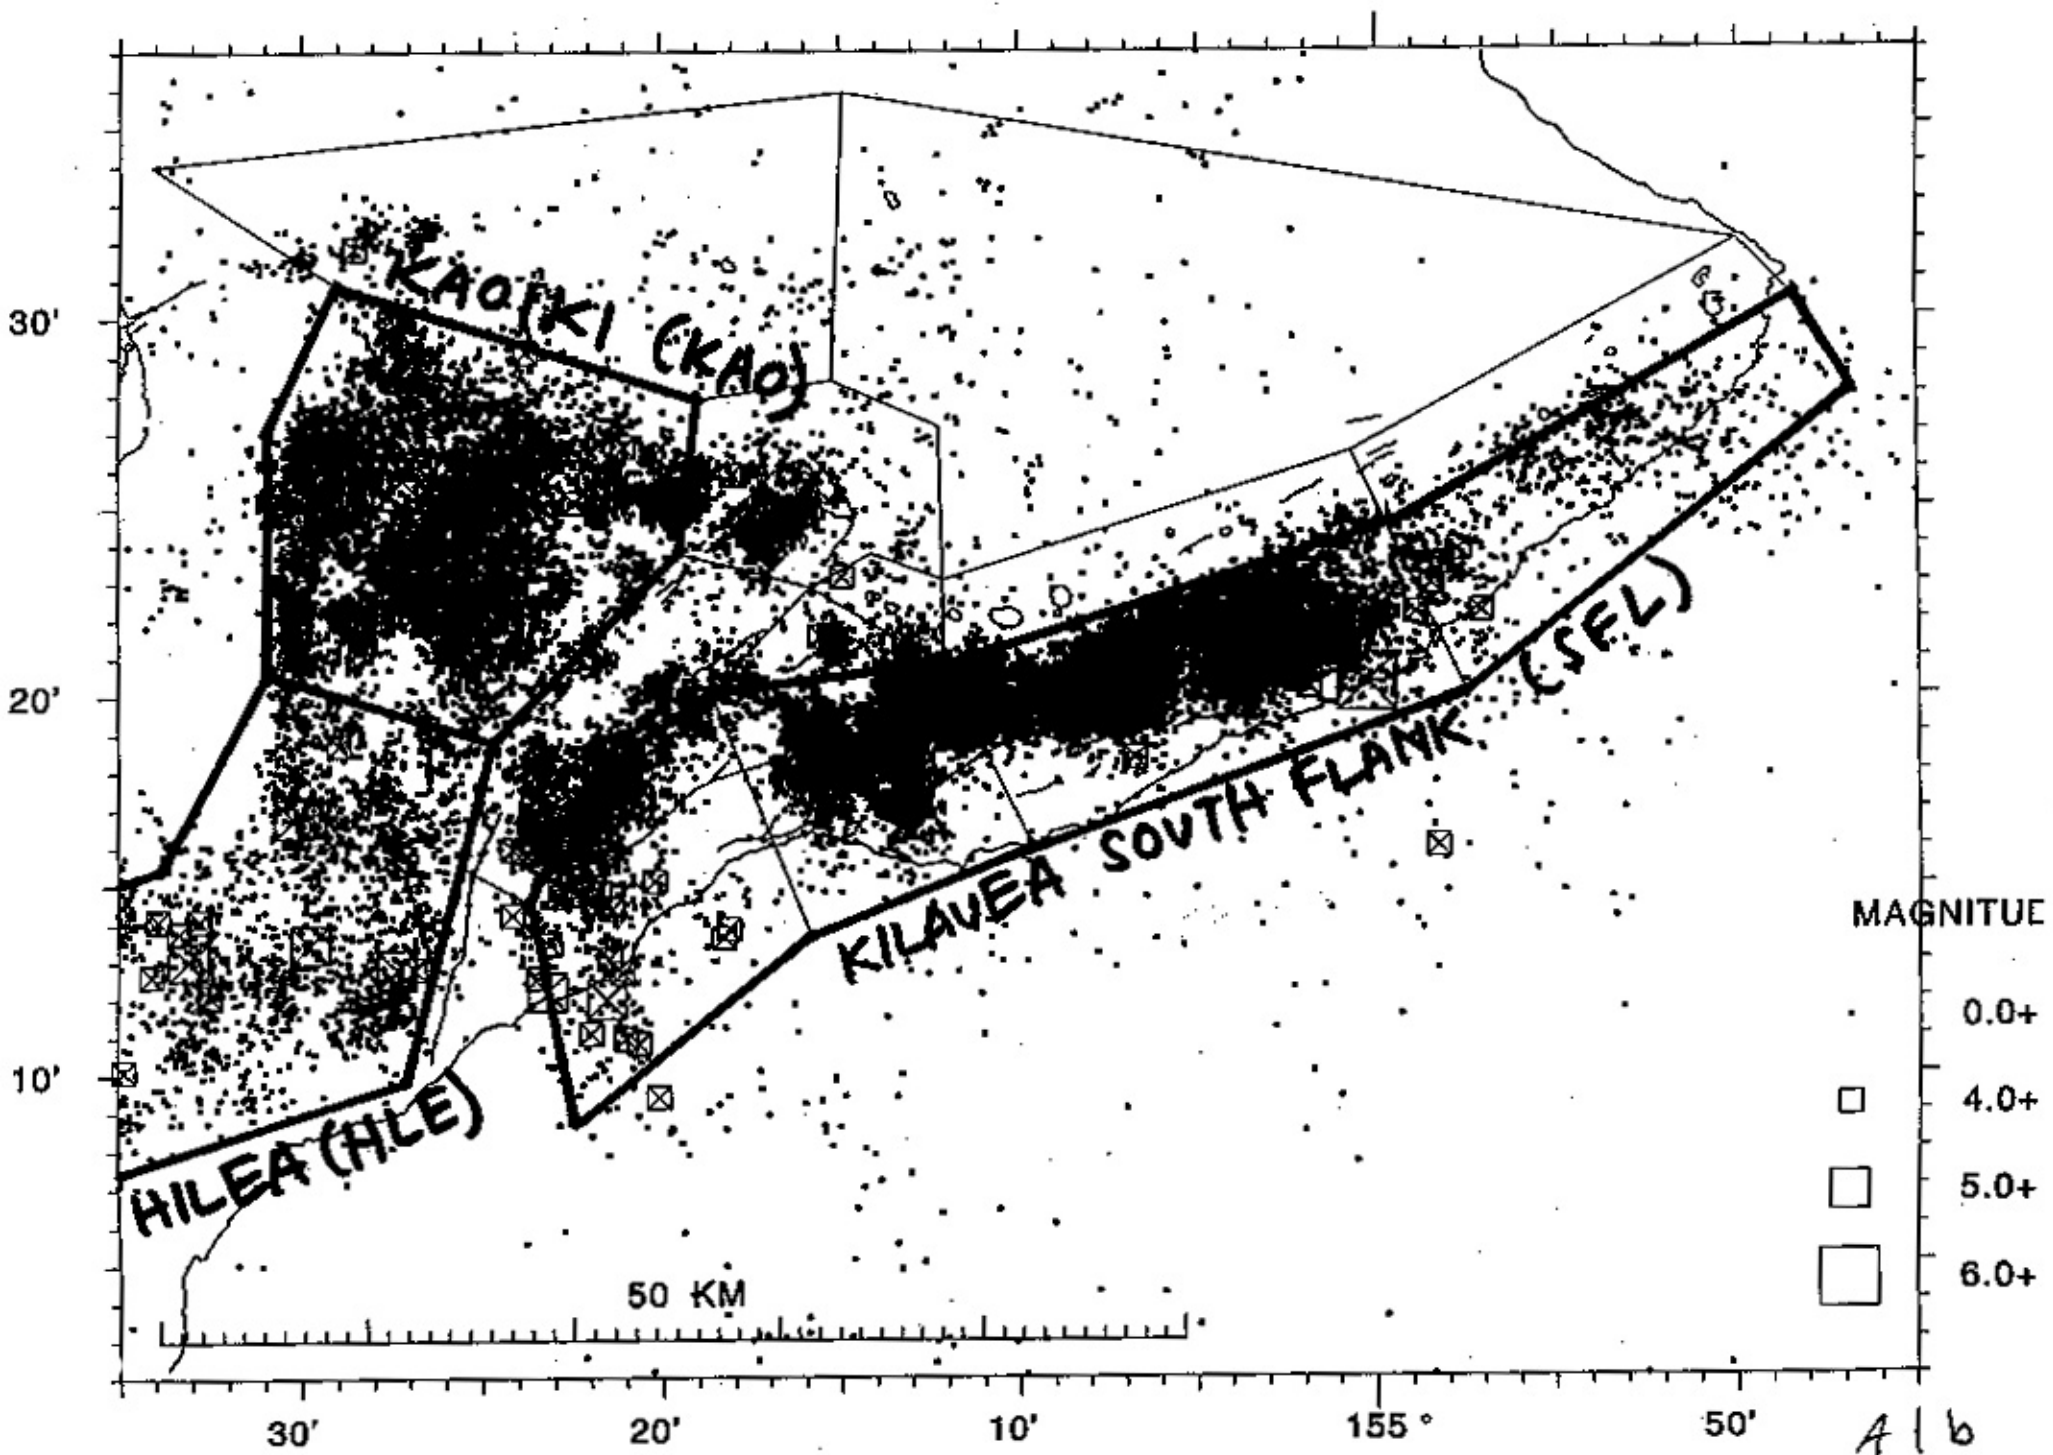 KAOIKI (KAO)
30'
20'
(SFL)
KILAUEA SOUTH FLANK
MAGNITUE
0.0+
10'
4.0+
HILEA (HLE)
5.0+
6.0+
50 KM
30'
20'
10'
155°
50'
A1b